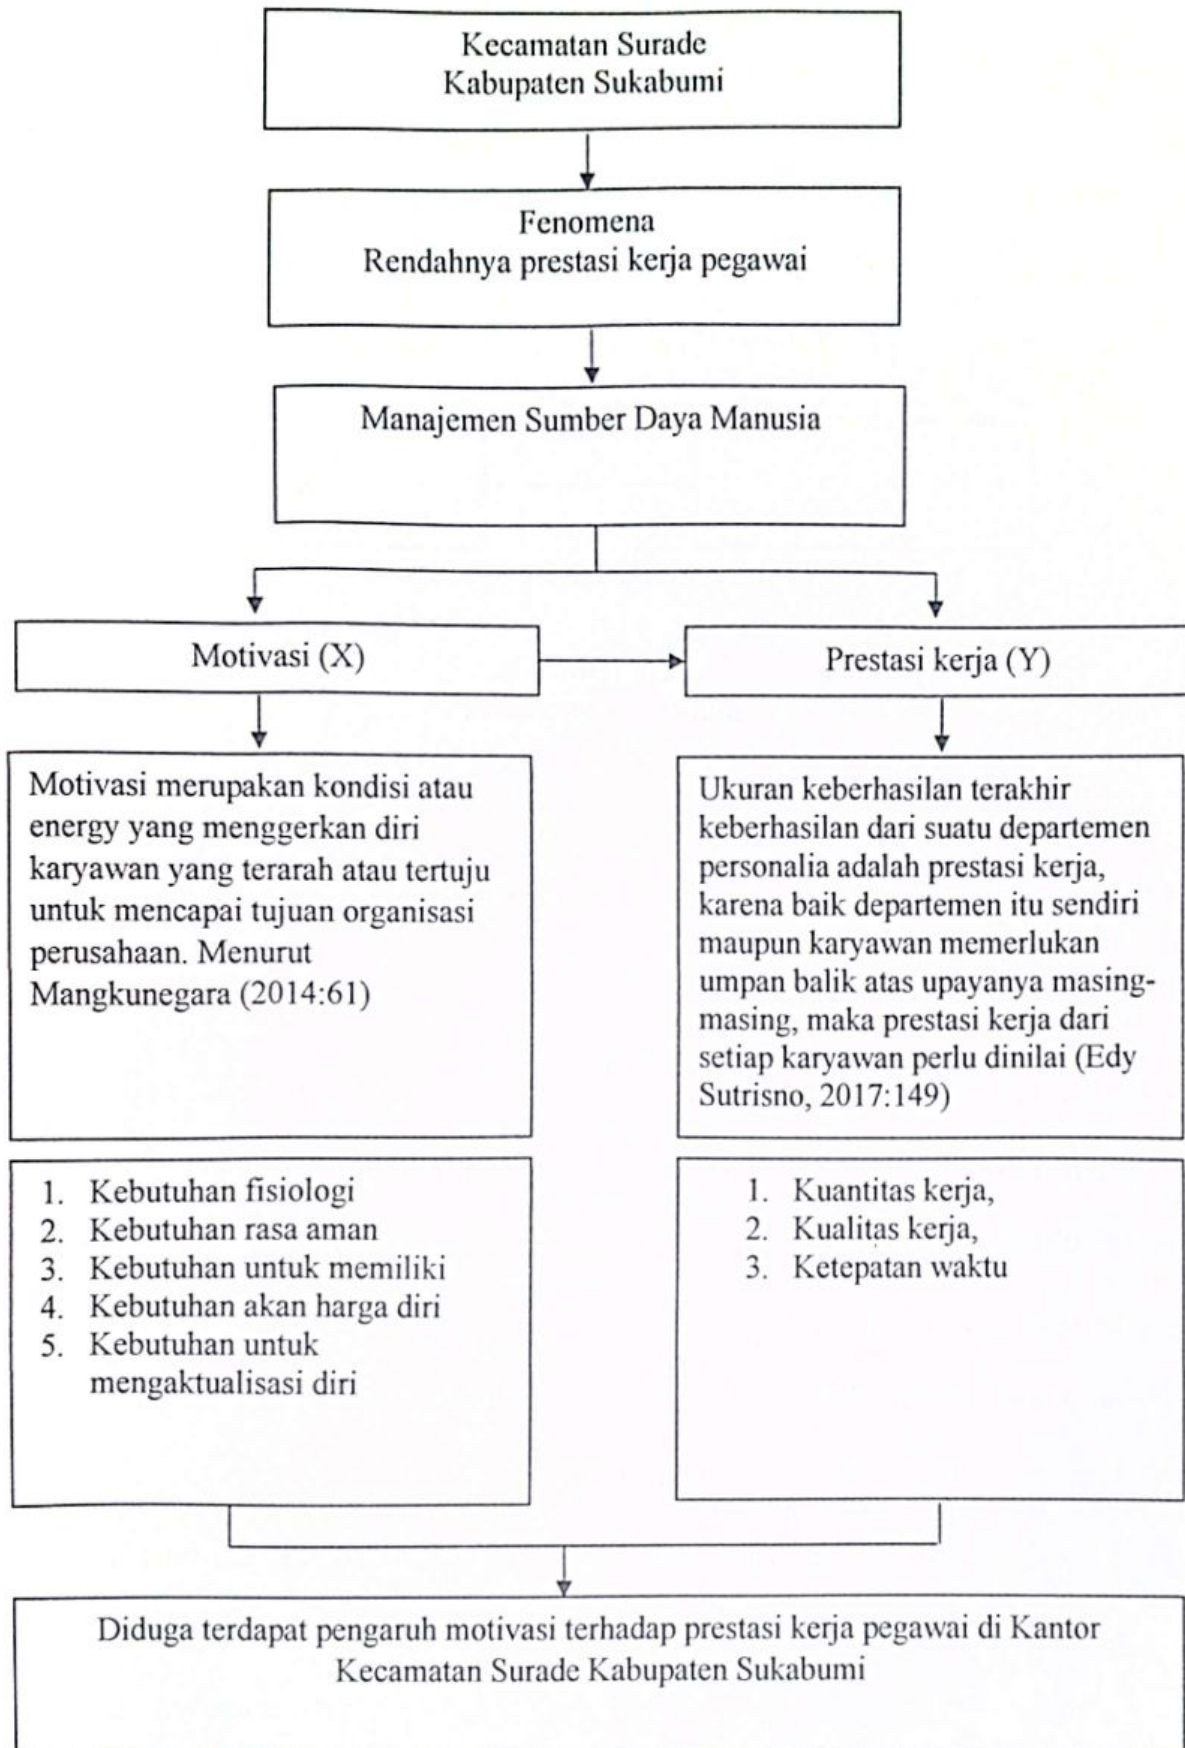 Kecamatan Surade
Kabupaten Sukabumi
Fenomena
Rendahnya prestasi kerja pegawai
Manajemen Sumber Daya Manusia
Motivasi (X)
Prestasi kerja (Y)
Motivasi merupakan kondisi atau
energy yang menggerkan diri
karyawan yang terarah atau tertuju
untuk mencapai tujuan organisasi
perusahaan. Menurut
Mangkunegara (2014:61)
Ukuran keberhasilan terakhir
keberhasilan dari suatu departemen
personalia adalah prestasi kerja,
karena baik departemen itu sendiri
maupun karyawan memerlukan
umpan balik atas upayanya masing-
masing, maka prestasi kerja dari
setiap karyawan perlu dinilai (Edy
Sutrisno, 2017:149)
1. Kebutuhan fisiologi
2. Kebutuhan rasa aman
3. Kebutuhan untuk memiliki
4. Kebutuhan akan harga diri
5. Kebutuhan untuk
mengaktualisasi diri
1. Kuantitas kerja,
2. Kualitas kerja,
3. Ketepatan waktu
Diduga terdapat pengaruh motivasi terhadap prestasi kerja pegawai di Kantor
Kecamatan Surade Kabupaten Sukabumi